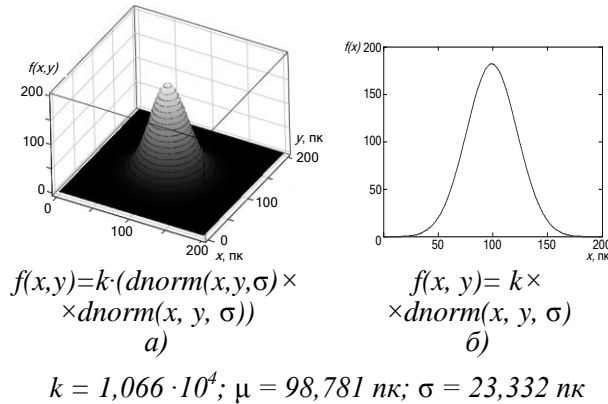 f(x,y)
200
100
0
0
100
200
x, пк
0
100
200
y, пк
f(x)
200
150
100
50
0
50
100
150
200
x, пк
f(x,y)=k·(dnorm(x,y,σ)×
×dnorm(x, y, σ))
а)
f(x, y)= k×
×dnorm(x, y, σ)
б)
k = 1,066 ·10⁴; μ = 98,781 пк; σ = 23,332 пк